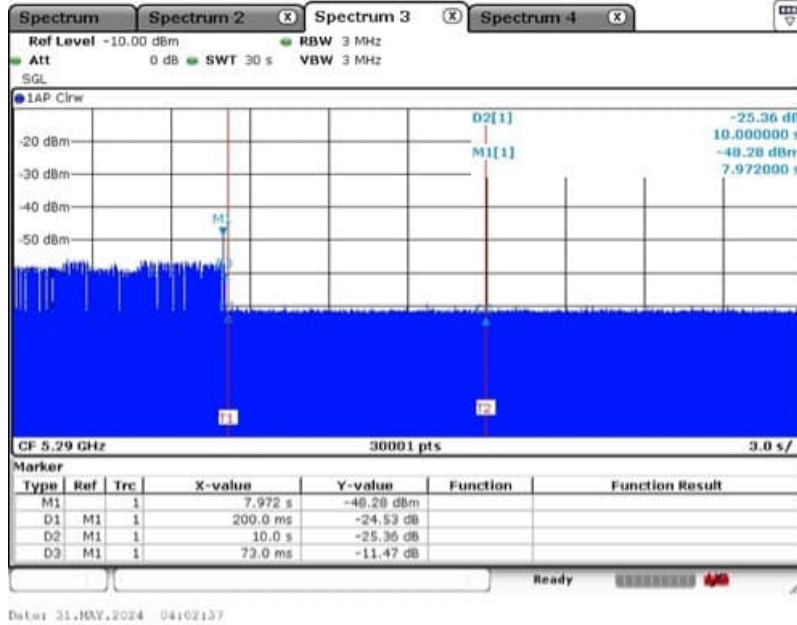 Spectrum Spectrum 2 X Spectrum 3 X Spectrum 4 X
Ref Level -10.00 dBm RBW 3 MHz
Att 0 dB SWT 30 s VBW 3 MHz
SGL
1AP Clrw
D2[1] -25.36 dB
10.000000 s
M1[1] -48.28 dBm
7.972000 s
-20 dBm
-30 dBm
-40 dBm
-50 dBm
T1
T2
CF 5.29 GHz 30001 pts 3.0 s/
Marker
Type Ref Trc X-value Y-value Function Function Result
M1 1 7.972 s -48.28 dBm
D1 M1 1 200.0 ms -24.53 dB
D2 M1 1 10.0 s -25.36 dB
D3 M1 1 73.0 ms -11.47 dB
Ready
Date: 31.MAY.2024 04:02:37